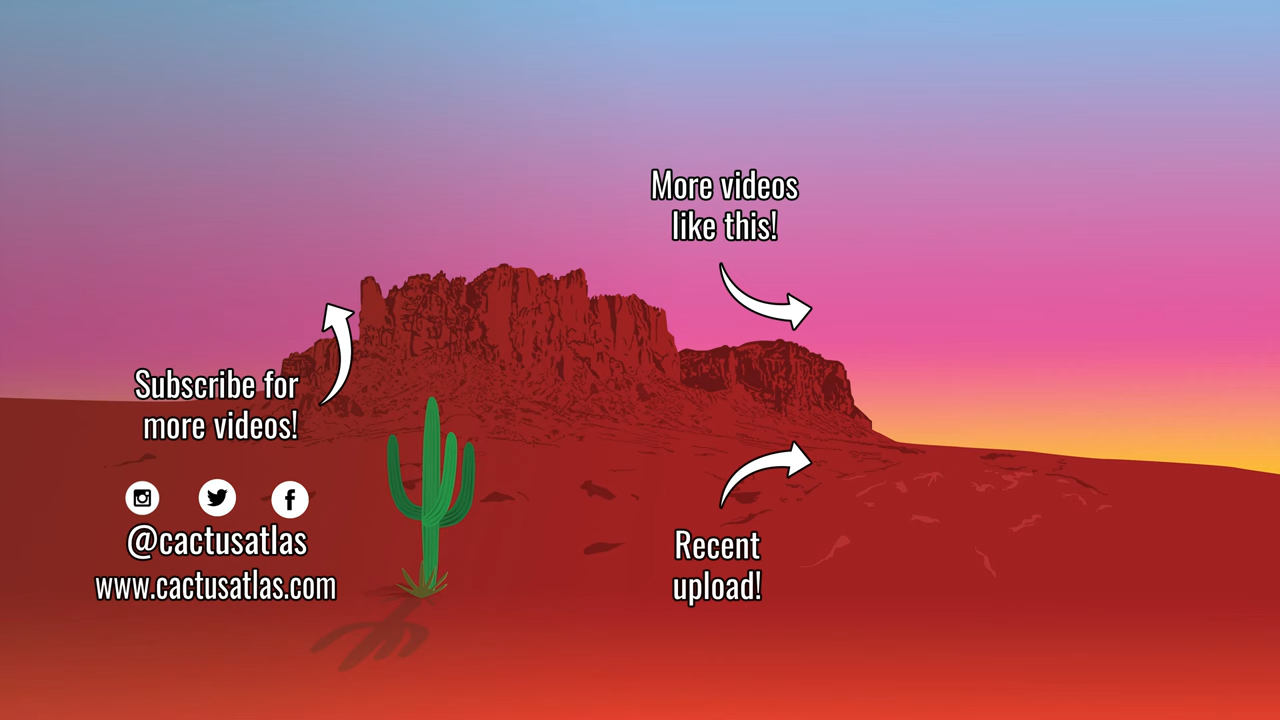 More videos
like this!
Subscribe for
more videos!
@cactusatlas
www.cactusatlas.com
Recent
upload!